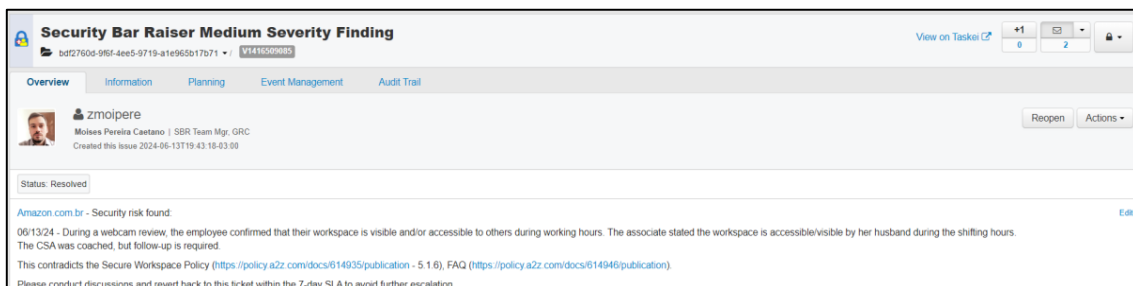 Security Bar Raiser Medium Severity Finding
bdf2760d-9f6f-4ee5-9719-a1e965b17b71 / V1416509085
View on Taskei
+1
0
2
Overview Information Planning Event Management Audit Trail
zmoipere
Moises Pereira Caetano | SBR Team Mgr, GRC
Created this issue 2024-06-13T19:43:18-03:00
Reopen Actions
Status: Resolved
Amazon.com.br - Security risk found:
Edit
06/13/24 - During a webcam review, the employee confirmed that their workspace is visible and/or accessible to others during working hours. The associate stated the workspace is accessible/visible by her husband during the shifting hours.
The CSA was coached, but follow-up is required.
This contradicts the Secure Workspace Policy (https://policy.a2z.com/docs/614935/publication - 5.1.6), FAQ (https://policy.a2z.com/docs/614946/publication).
Please conduct discussions and revert back to this ticket within the 7-day SLA to avoid further escalation.